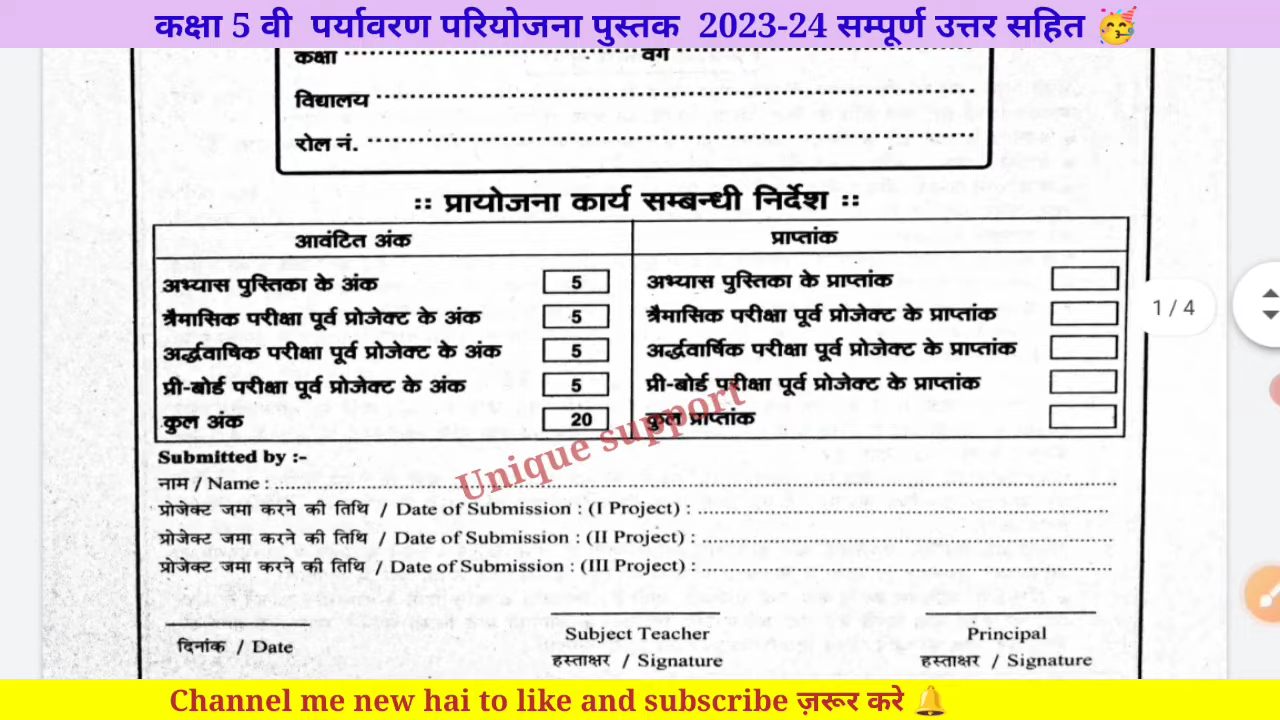 कक्षा 5 वी पर्यावरण परियोजना पुस्तक 2023-24 सम्पूर्ण उत्तर सहित 🥳
कक्षा ........................ वर्ग ........................
विद्यालय ........................
रोल नं. ........................
:: प्रायोजना कार्य सम्बन्धी निर्देश ::
आवंटित अंक प्राप्तांक
अभ्यास पुस्तिका के अंक 5 अभ्यास पुस्तिका के प्राप्तांक
त्रैमासिक परीक्षा पूर्व प्रोजेक्ट के अंक 5 त्रैमासिक परीक्षा पूर्व प्रोजेक्ट के प्राप्तांक
अर्द्धवाषिक परीक्षा पूर्व प्रोजेक्ट के अंक 5 अर्द्धवार्षिक परीक्षा पूर्व प्रोजेक्ट के प्राप्तांक
प्री-बोर्ड परीक्षा पूर्व प्रोजेक्ट के अंक 5 प्री-बोर्ड परीक्षा पूर्व प्रोजेक्ट के प्राप्तांक
कुल अंक 20 कुल प्राप्तांक
Unique support
1 / 4
Submitted by :-
नाम / Name : ........................
प्रोजेक्ट जमा करने की तिथि / Date of Submission : (I Project) : ........................
प्रोजेक्ट जमा करने की तिथि / Date of Submission : (II Project) : ........................
प्रोजेक्ट जमा करने की तिथि / Date of Submission : (III Project) : ........................
Subject Teacher Principal
दिनांक / Date हस्ताक्षर / Signature हस्ताक्षर / Signature
Channel me new hai to like and subscribe ज़रूर करे 🔔